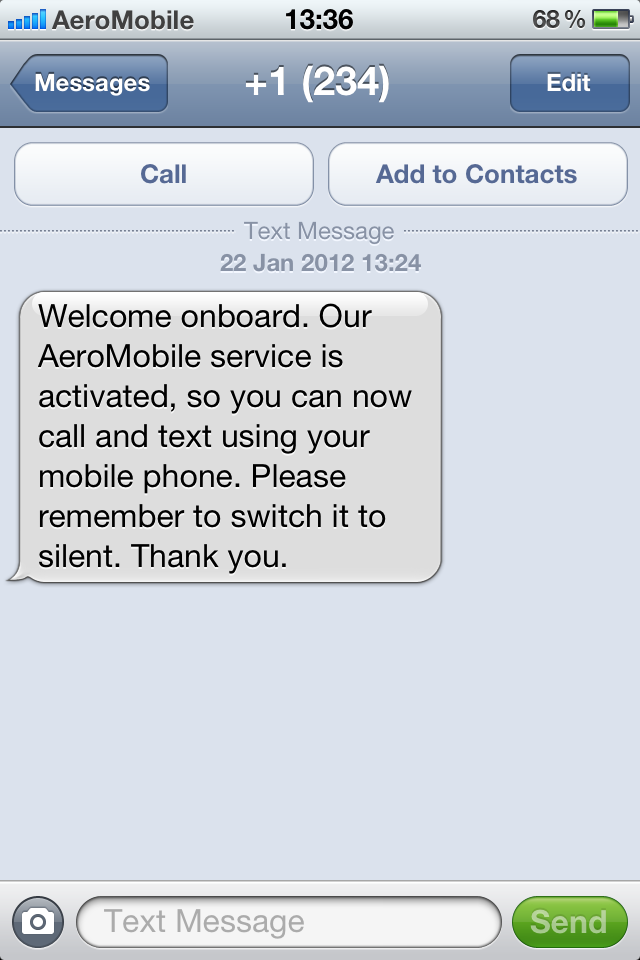 AeroMobile 13:36 68 %
Messages +1 (234) Edit
Call Add to Contacts
Text Message
22 Jan 2012 13:24
Welcome onboard. Our
AeroMobile service is
activated, so you can now
call and text using your
mobile phone. Please
remember to switch it to
silent. Thank you.
Text Message Send